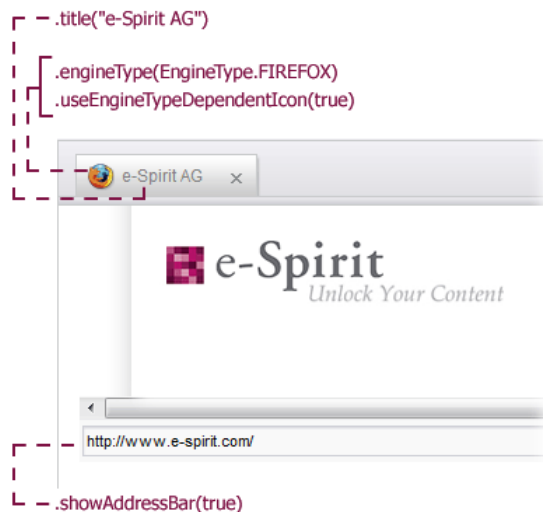 .title("e-Spirit AG")
.engineType(EngineType.FIREFOX)
.useEngineTypeDependentIcon(true)
e-Spirit AG
e-Spirit
Unlock Your Content
http://www.e-spirit.com/
.showAddressBar(true)